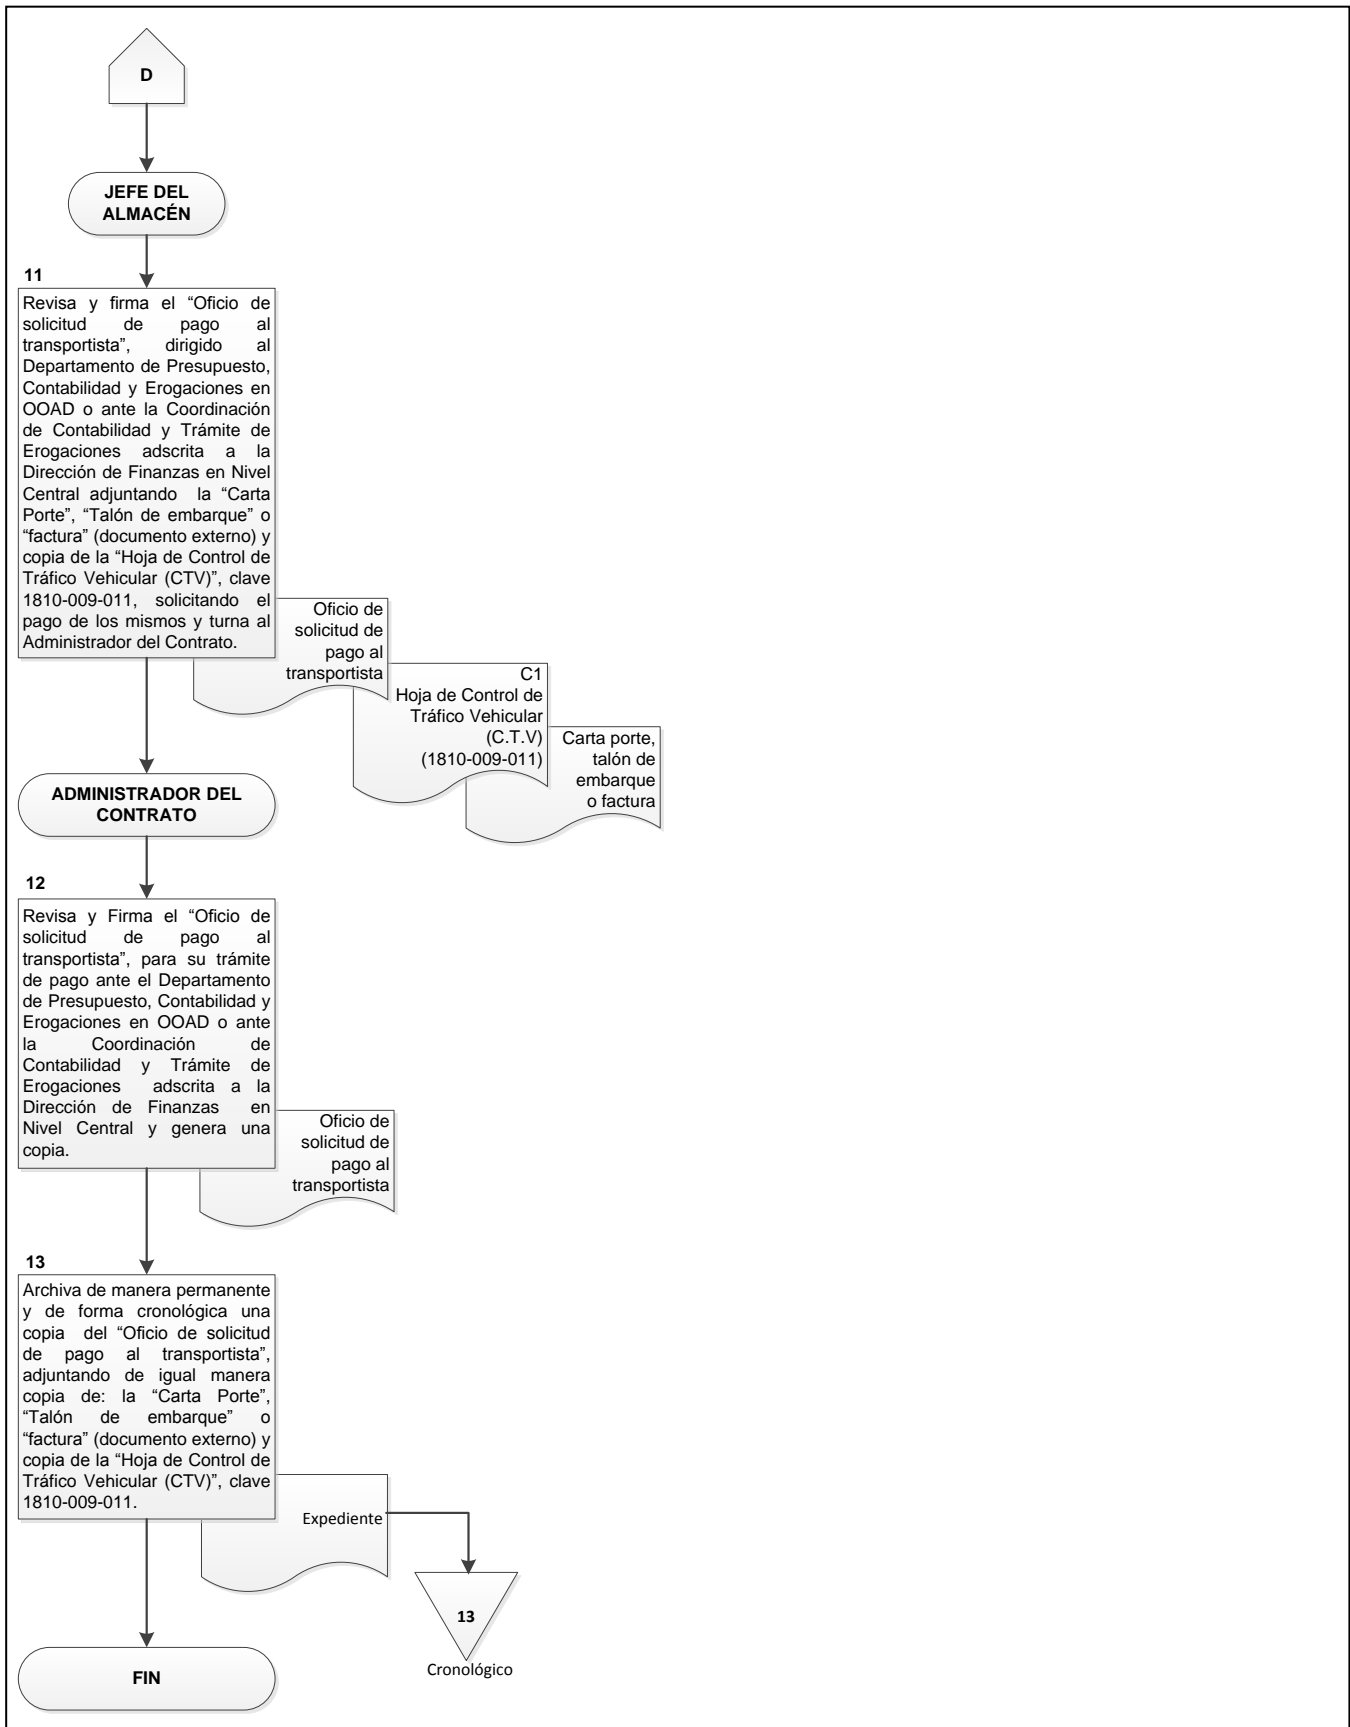 D
JEFE DEL
ALMACÉN
11
Revisa y firma el “Oficio de
solicitud de pago al
transportista”, dirigido al
Departamento de Presupuesto,
Contabilidad y Erogaciones en
OOAD o ante la Coordinación
de Contabilidad y Trámite de
Erogaciones adscrita a la
Dirección de Finanzas en Nivel
Central adjuntando la “Carta
Porte”, “Talón de embarque” o
“factura” (documento externo) y
copia de la “Hoja de Control de
Tráfico Vehicular (CTV)”, clave
1810-009-011, solicitando el
pago de los mismos y turna al
Administrador del Contrato.
Oficio de
solicitud de
pago al
transportista
C1
Hoja de Control de
Tráfico Vehicular
(C.T.V)
(1810-009-011)
Carta porte,
talón de
embarque
o factura
ADMINISTRADOR DEL
CONTRATO
12
Revisa y Firma el “Oficio de
solicitud de pago al
transportista”, para su trámite
de pago ante el Departamento
de Presupuesto, Contabilidad y
Erogaciones en OOAD o ante
la Coordinación de
Contabilidad y Trámite de
Erogaciones adscrita a la
Dirección de Finanzas en
Nivel Central y genera una
copia.
Oficio de
solicitud de
pago al
transportista
13
Archiva de manera permanente
y de forma cronológica una
copia del “Oficio de solicitud
de pago al transportista”,
adjuntando de igual manera
copia de: la “Carta Porte”,
“Talón de embarque” o
“factura” (documento externo) y
copia de la “Hoja de Control de
Tráfico Vehicular (CTV)”, clave
1810-009-011.
Expediente
13
Cronológico
FIN